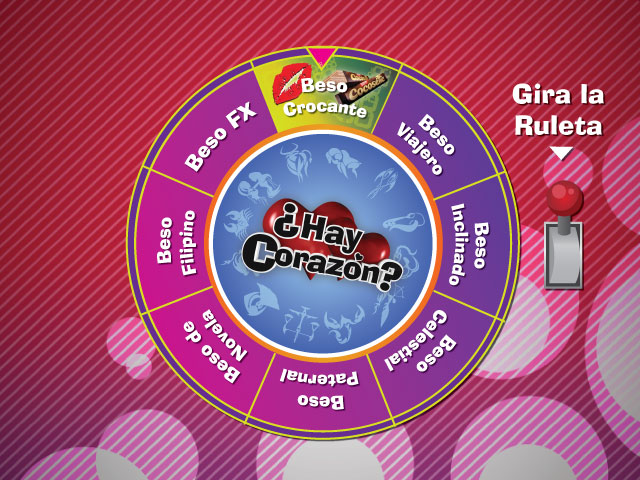 Beso
Crocante
Beso
Viajero
Beso
Inclinado
Beso
Celestial
Beso
Paternal
Beso de
Novela
Beso
Filipino
Beso FX
¿Hay
Corazón?
Gira la
Ruleta